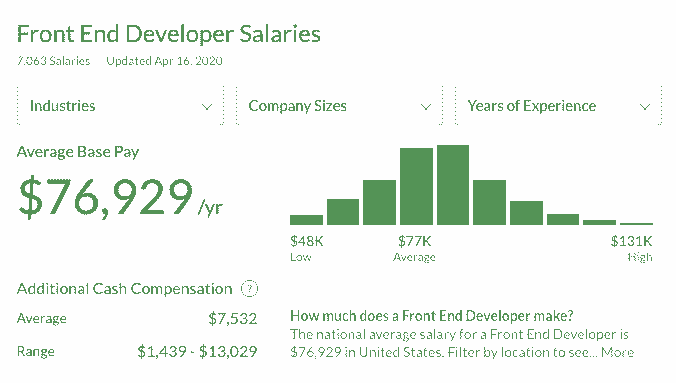 Front End Developer Salaries
7,063 Salaries Updated Apr 16, 2020
Industries
Company Sizes
Years of Experience
Average Base Pay
$76,929 /yr
$48K
Low
$77K
Average
$131K
High
Additional Cash Compensation ?
Average $7,532
Range $1,439 - $13,029
How much does a Front End Developer make?
The national average salary for a Front End Developer is
$76,929 in United States. Filter by location to see... More